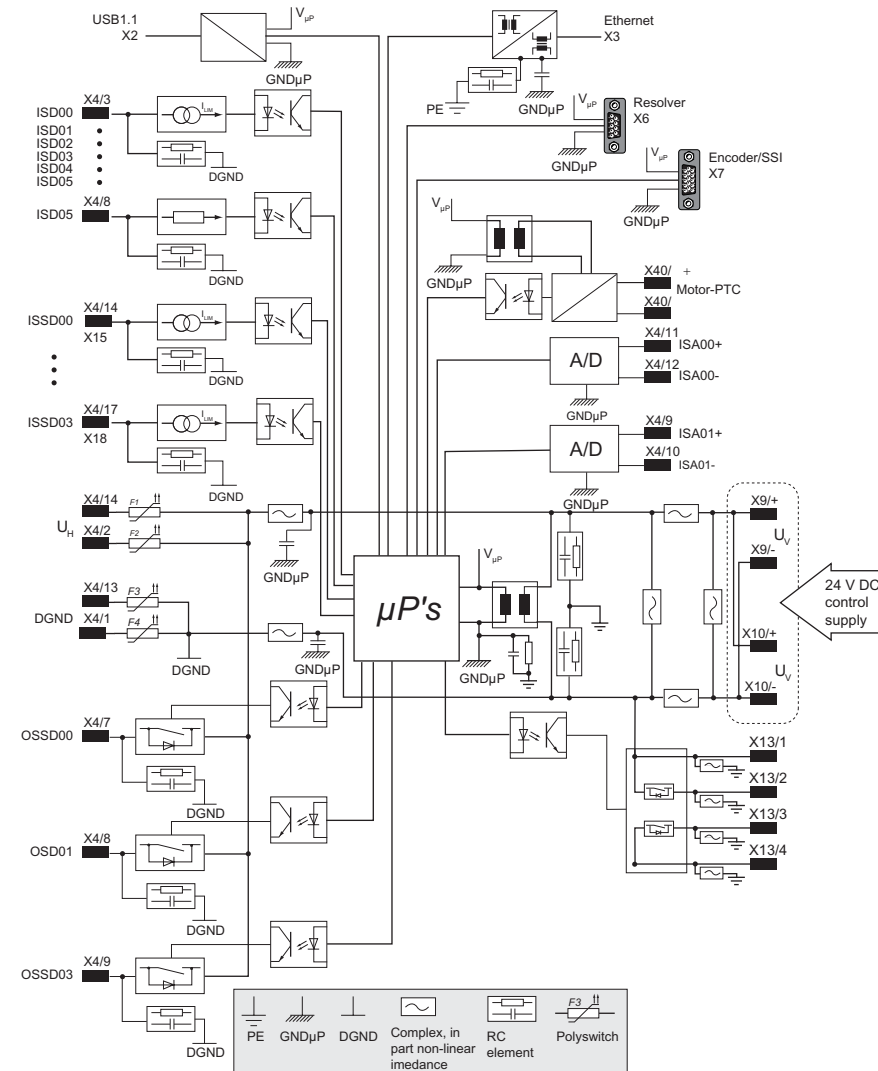 USB1.1
X2
VµP
GNDµP
Ethernet
X3
PE
GNDµP
VµP
Resolver
X6
GNDµP
VµP
Encoder/SSI
X7
GNDµP
ISD00
X4/3
ILIM
ISD01
ISD02
ISD03
ISD04
ISD05
DGND
ISD05
X4/8
DGND
VµP
GNDµP
X40/
+
Motor-PTC
X40/
ISSD00
X4/14
X15
ILIM
DGND
A/D
X4/11
ISA00+
X4/12
ISA00-
GNDµP
ISSD03
X4/17
X18
ILIM
DGND
A/D
X4/9
ISA01+
X4/10
ISA01-
GNDµP
UH
X4/14
F1
X4/2
F2
GNDµP
DGND
X4/13
F3
X4/1
F4
DGND
GNDµP
µP's
VµP
GNDµP
X9/+
UV
X9/-
X10/+
UV
X10/-
24 V DC
control
supply
OSSD00
X4/7
DGND
OSD01
X4/8
DGND
OSSD03
X4/9
DGND
X13/1
X13/2
X13/3
X13/4
PE
GNDµP
DGND
Complex, in
part non-linear
imedance
RC
element
F3
Polyswitch